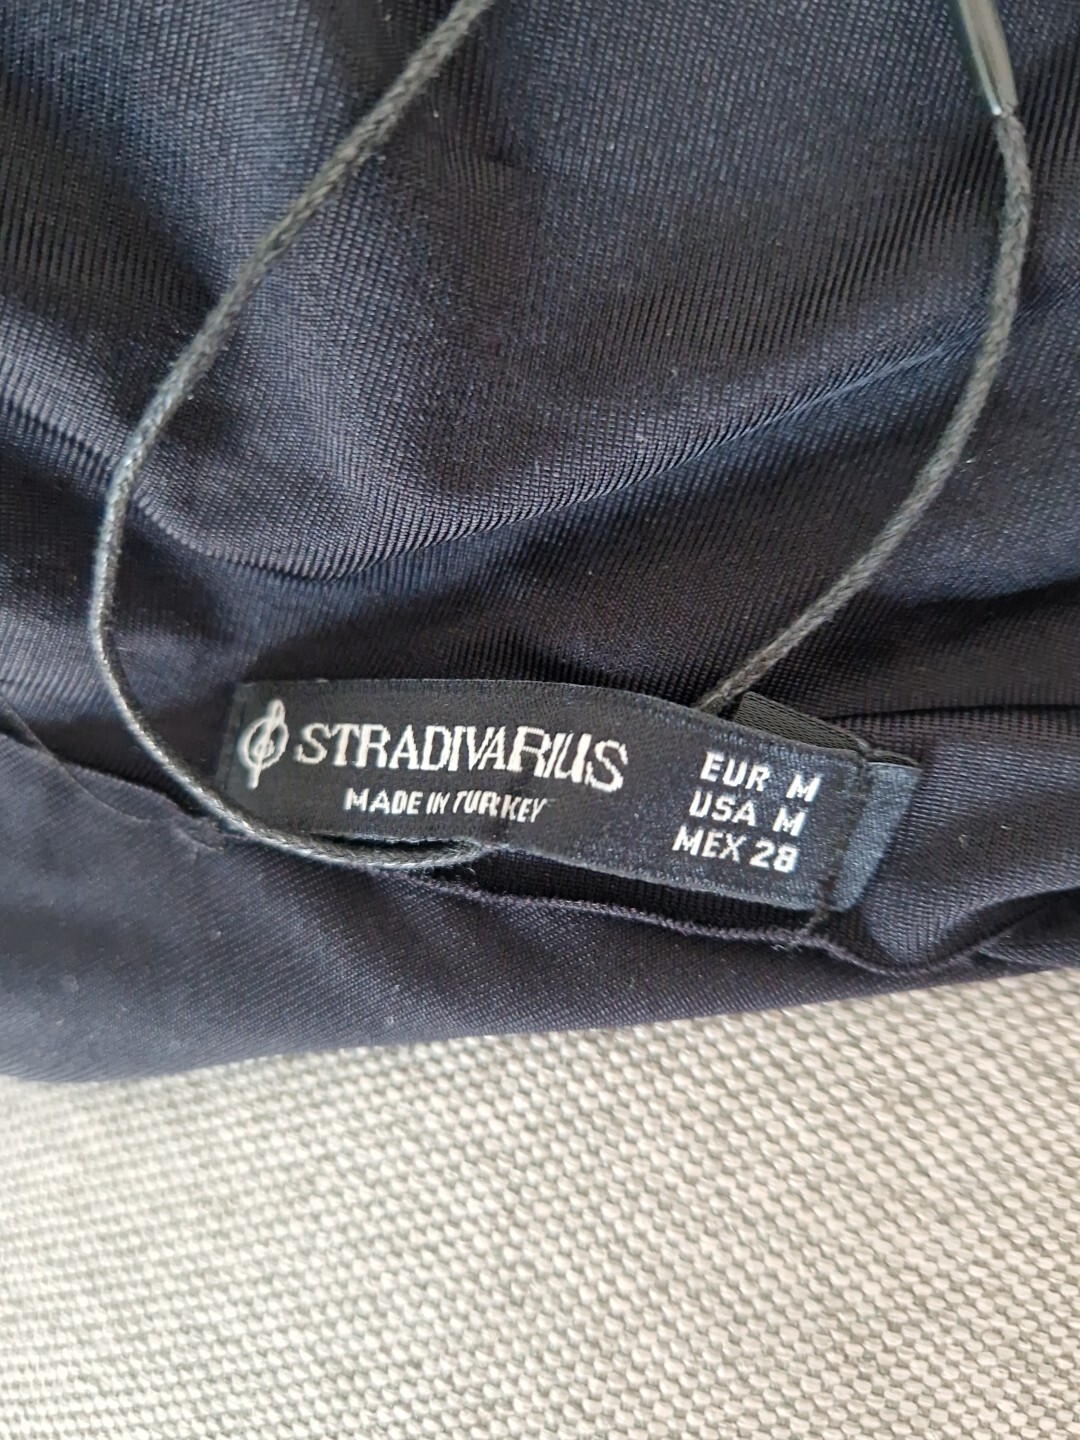 STRADIVARIUS
MADE IN TURKEY
EUR M
USA M
MEX 28